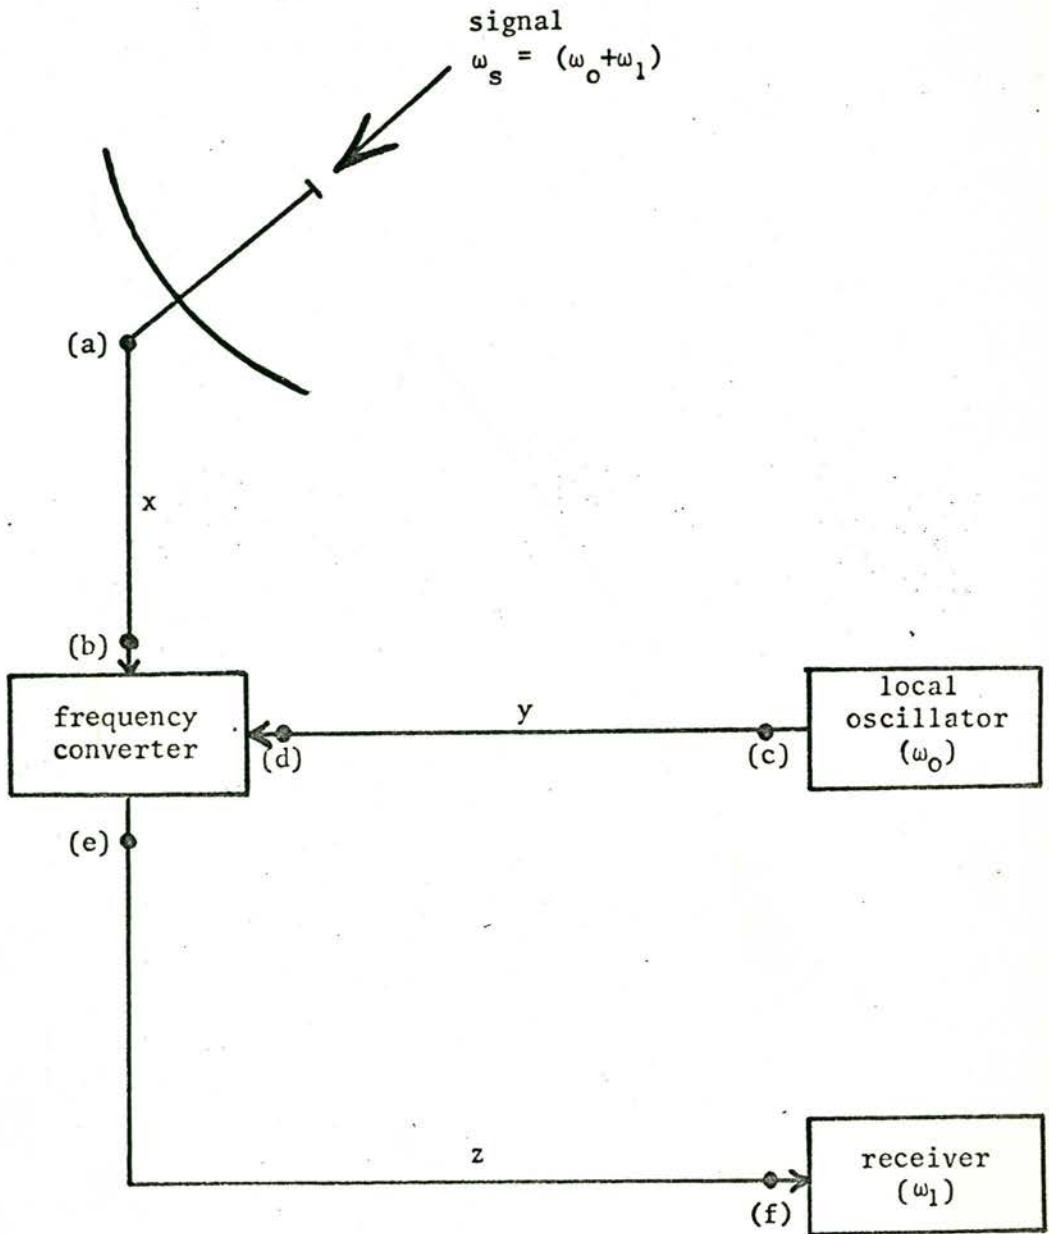 signal
ω_s = (ω_o+ω_1)
(a)
x
(b)
frequency
converter
y
(d)
(c)
local
oscillator
(ω_o)
(e)
z
(f)
receiver
(ω_1)